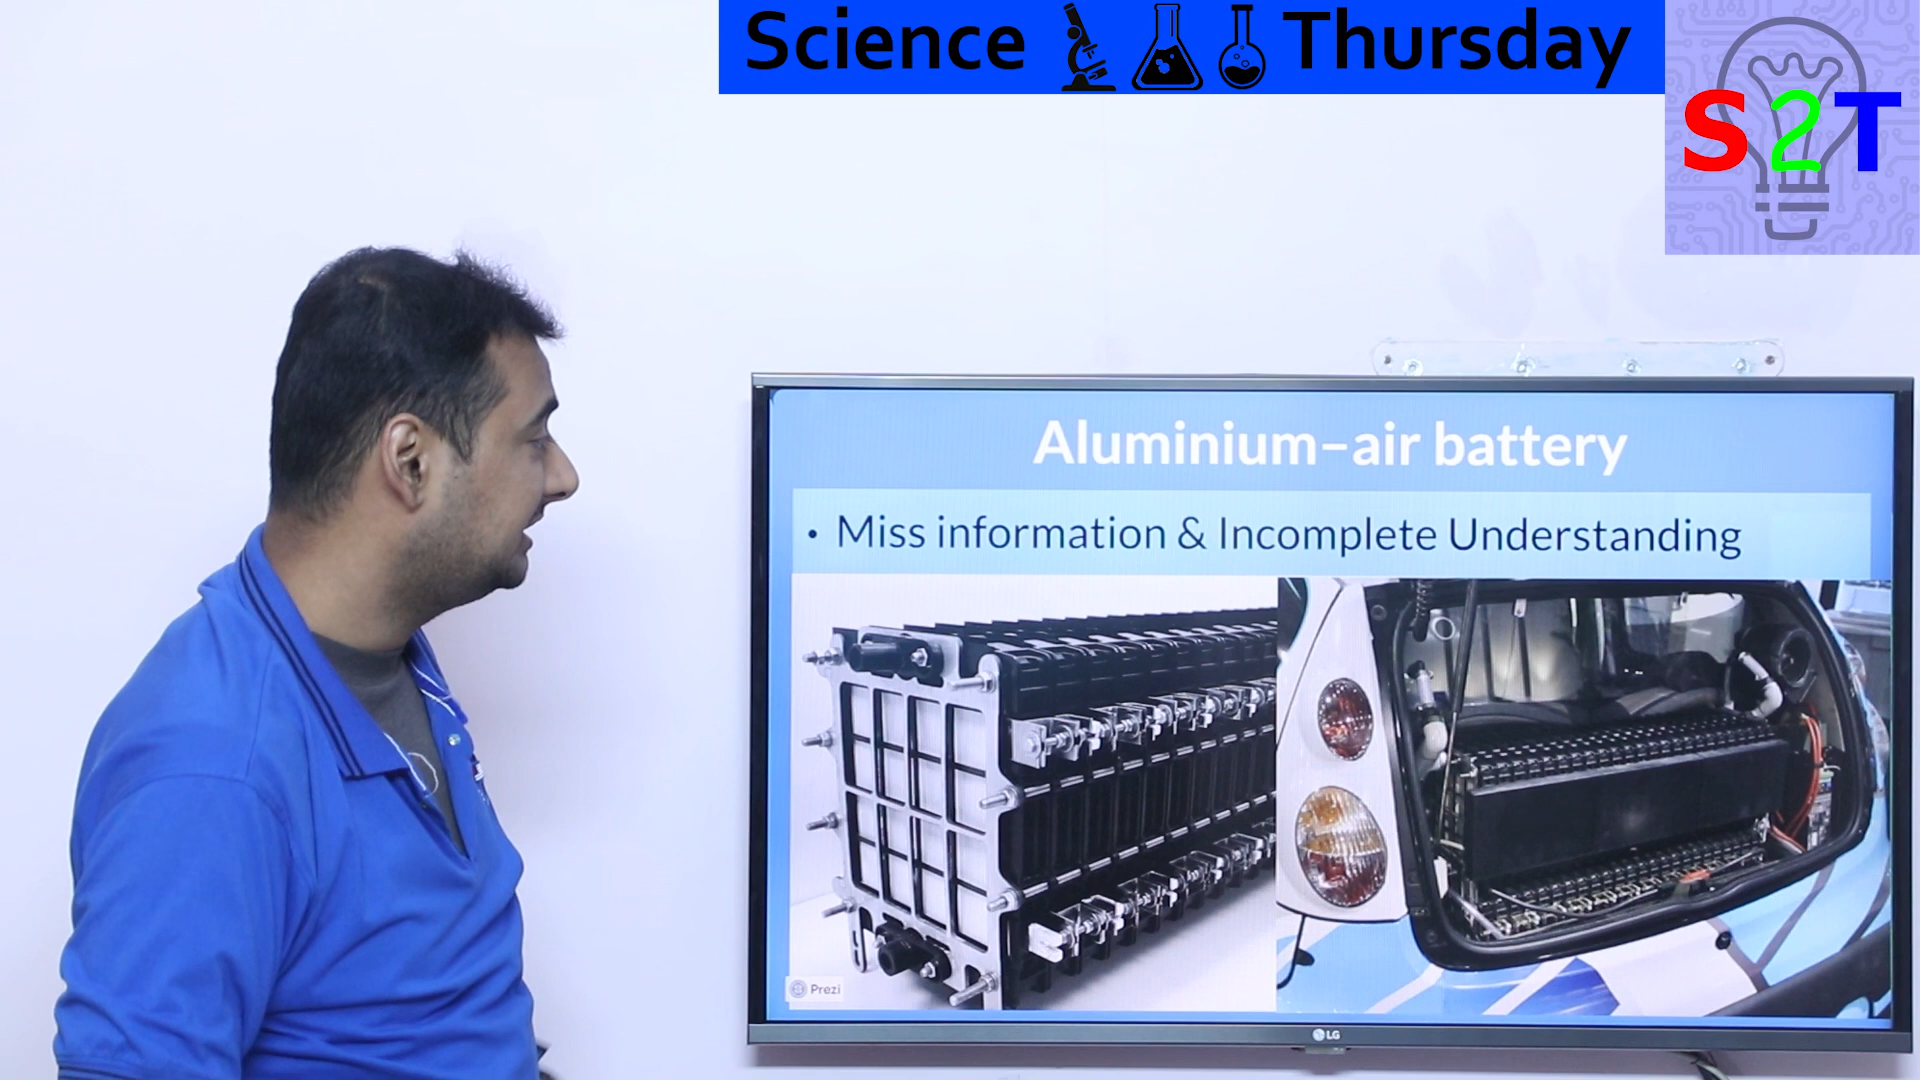 Science Thursday
S2T
Aluminium–air battery
• Miss information & Incomplete Understanding
Prezi
LG